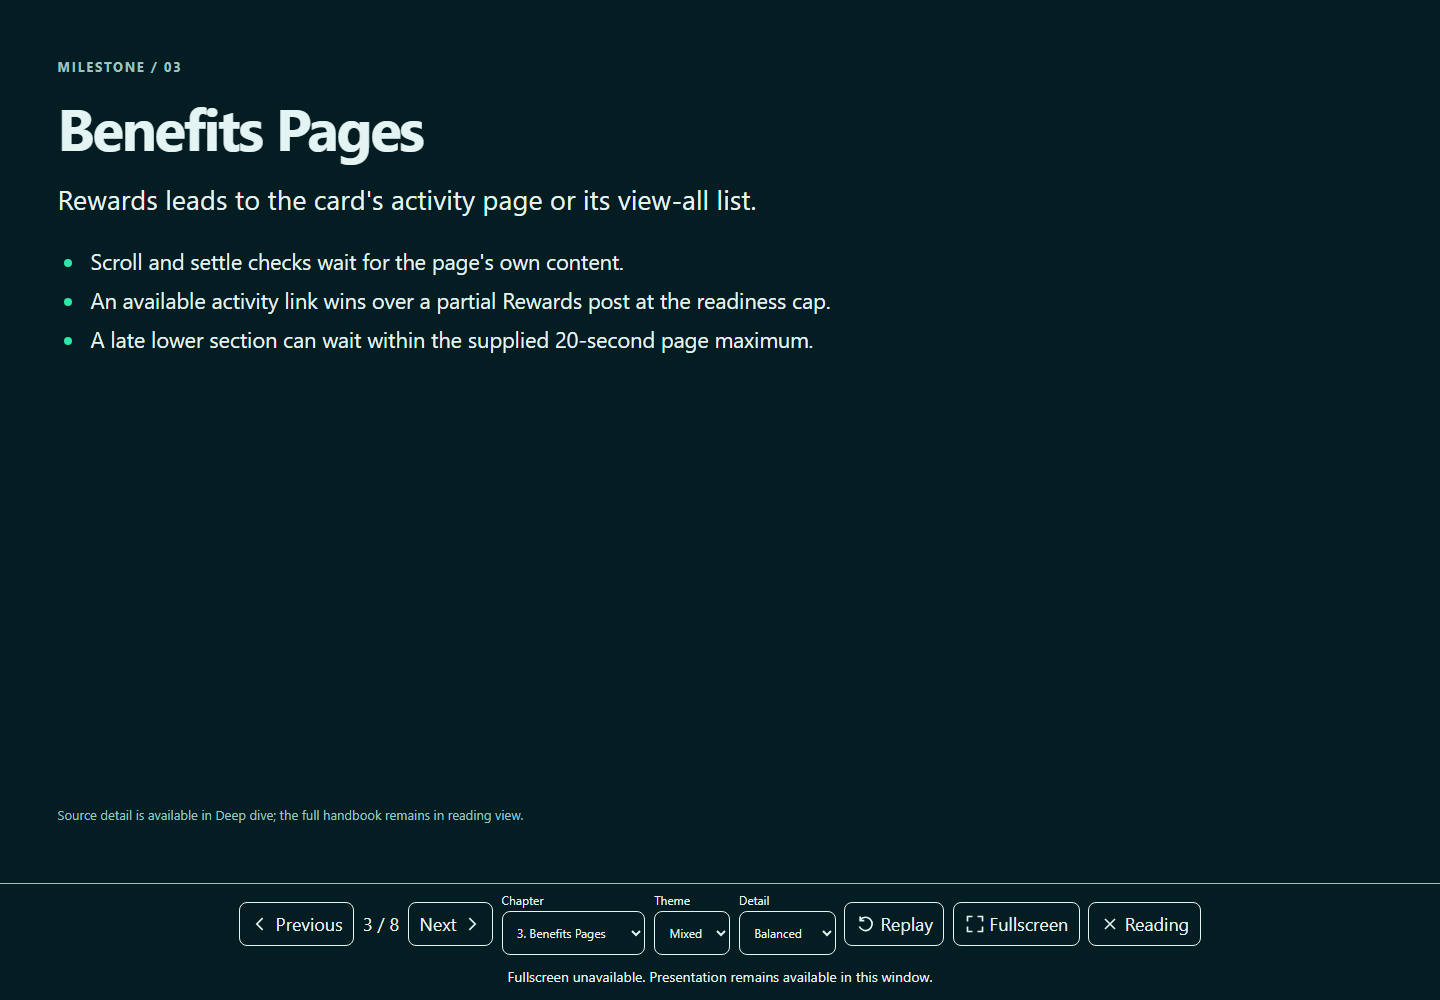 MILESTONE / 03
Benefits Pages
Rewards leads to the card's activity page or its view-all list.
Scroll and settle checks wait for the page's own content.
An available activity link wins over a partial Rewards post at the readiness cap.
A late lower section can wait within the supplied 20-second page maximum.
Source detail is available in Deep dive; the full handbook remains in reading view.
Chapter Theme Detail
Previous 3 / 8 Next 3. Benefits Pages Mixed Balanced Replay Fullscreen Reading
Fullscreen unavailable. Presentation remains available in this window.